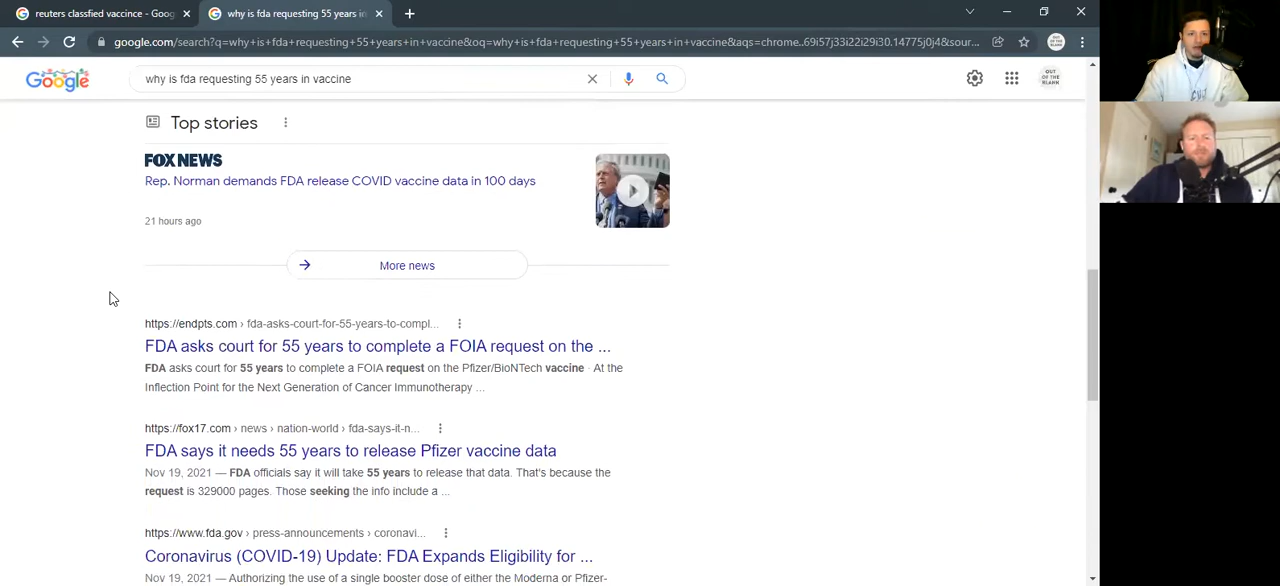 reuters classfied vaccince - Goog
why is fda requesting 55 years in
google.com/search?q=why+is+fda+requesting+55+years+in+vaccine&oq=why+is+fda+requesting+55+years+in+vaccine&aqs=chrome..69i57j33i22i29i30.14775j0j4&sour...
Google
why is fda requesting 55 years in vaccine
OUT OF THE BLANK
Top stories
FOX NEWS
Rep. Norman demands FDA release COVID vaccine data in 100 days
21 hours ago
More news
https://endpts.com › fda-asks-court-for-55-years-to-compl...
FDA asks court for 55 years to complete a FOIA request on the ...
FDA asks court for 55 years to complete a FOIA request on the Pfizer/BioNTech vaccine · At the
Inflection Point for the Next Generation of Cancer Immunotherapy ...
https://fox17.com › news › nation-world › fda-says-it-n...
FDA says it needs 55 years to release Pfizer vaccine data
Nov 19, 2021 — FDA officials say it will take 55 years to release that data. That's because the
request is 329000 pages. Those seeking the info include a ...
https://www.fda.gov › press-announcements › coronavi...
Coronavirus (COVID-19) Update: FDA Expands Eligibility for ...
Nov 19, 2021 — Authorizing the use of a single booster dose of either the Moderna or Pfizer-